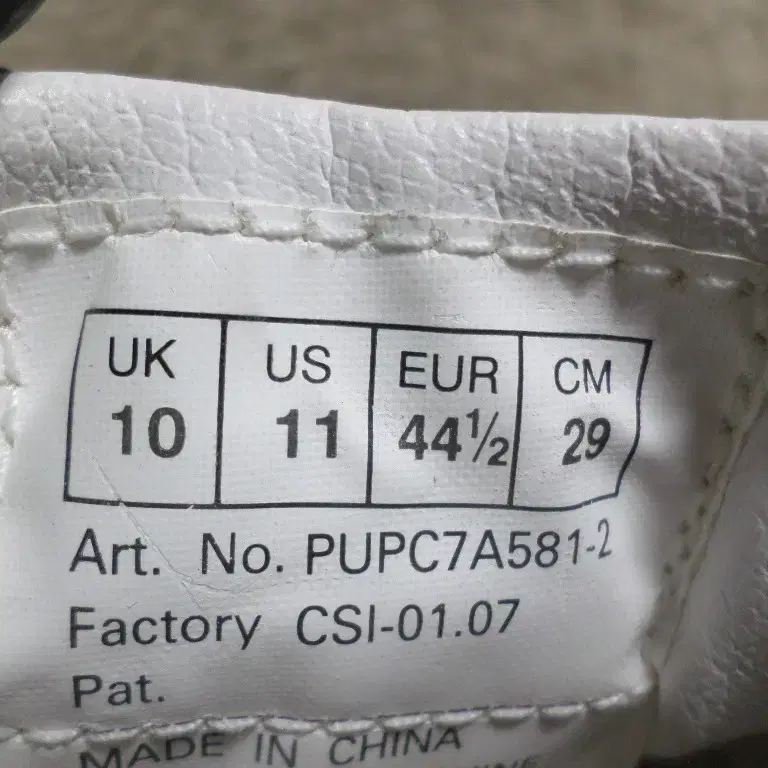 UK US EUR CM
10 11 44½ 29
Art. No. PUPC7A581-2
Factory CSI-01.07
Pat.
MADE IN CHINA